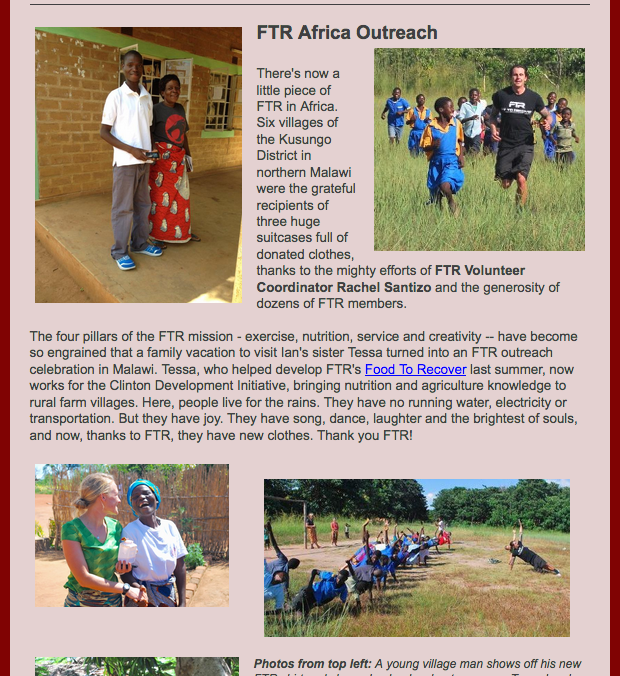 FTR Africa Outreach
There's now a
little piece of
FTR in Africa.
Six villages of
the Kusungo
District in
northern Malawi
were the grateful
recipients of
three huge
suitcases full of
donated clothes,
thanks to the mighty efforts of FTR Volunteer
Coordinator Rachel Santizo and the generosity of
dozens of FTR members.
FTR
The four pillars of the FTR mission - exercise, nutrition, service and creativity -- have become
so engrained that a family vacation to visit Ian's sister Tessa turned into an FTR outreach
celebration in Malawi. Tessa, who helped develop FTR's Food To Recover last summer, now
works for the Clinton Development Initiative, bringing nutrition and agriculture knowledge to
rural farm villages. Here, people live for the rains. They have no running water, electricity or
transportation. But they have joy. They have song, dance, laughter and the brightest of souls,
and now, thanks to FTR, they have new clothes. Thank you FTR!
Photos from top left: A young village man shows off his new